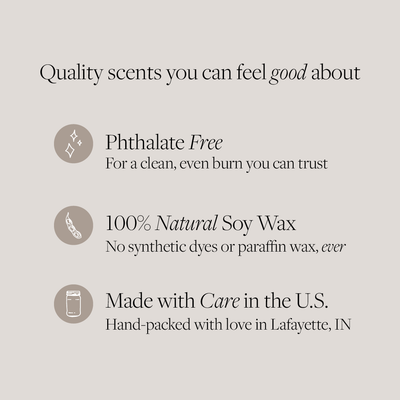 Quality scents you can feel good about
Phthalate Free
For a clean, even burn you can trust
100% Natural Soy Wax
No synthetic dyes or paraffin wax, ever
Made with Care in the U.S.
Hand-packed with love in Lafayette, IN